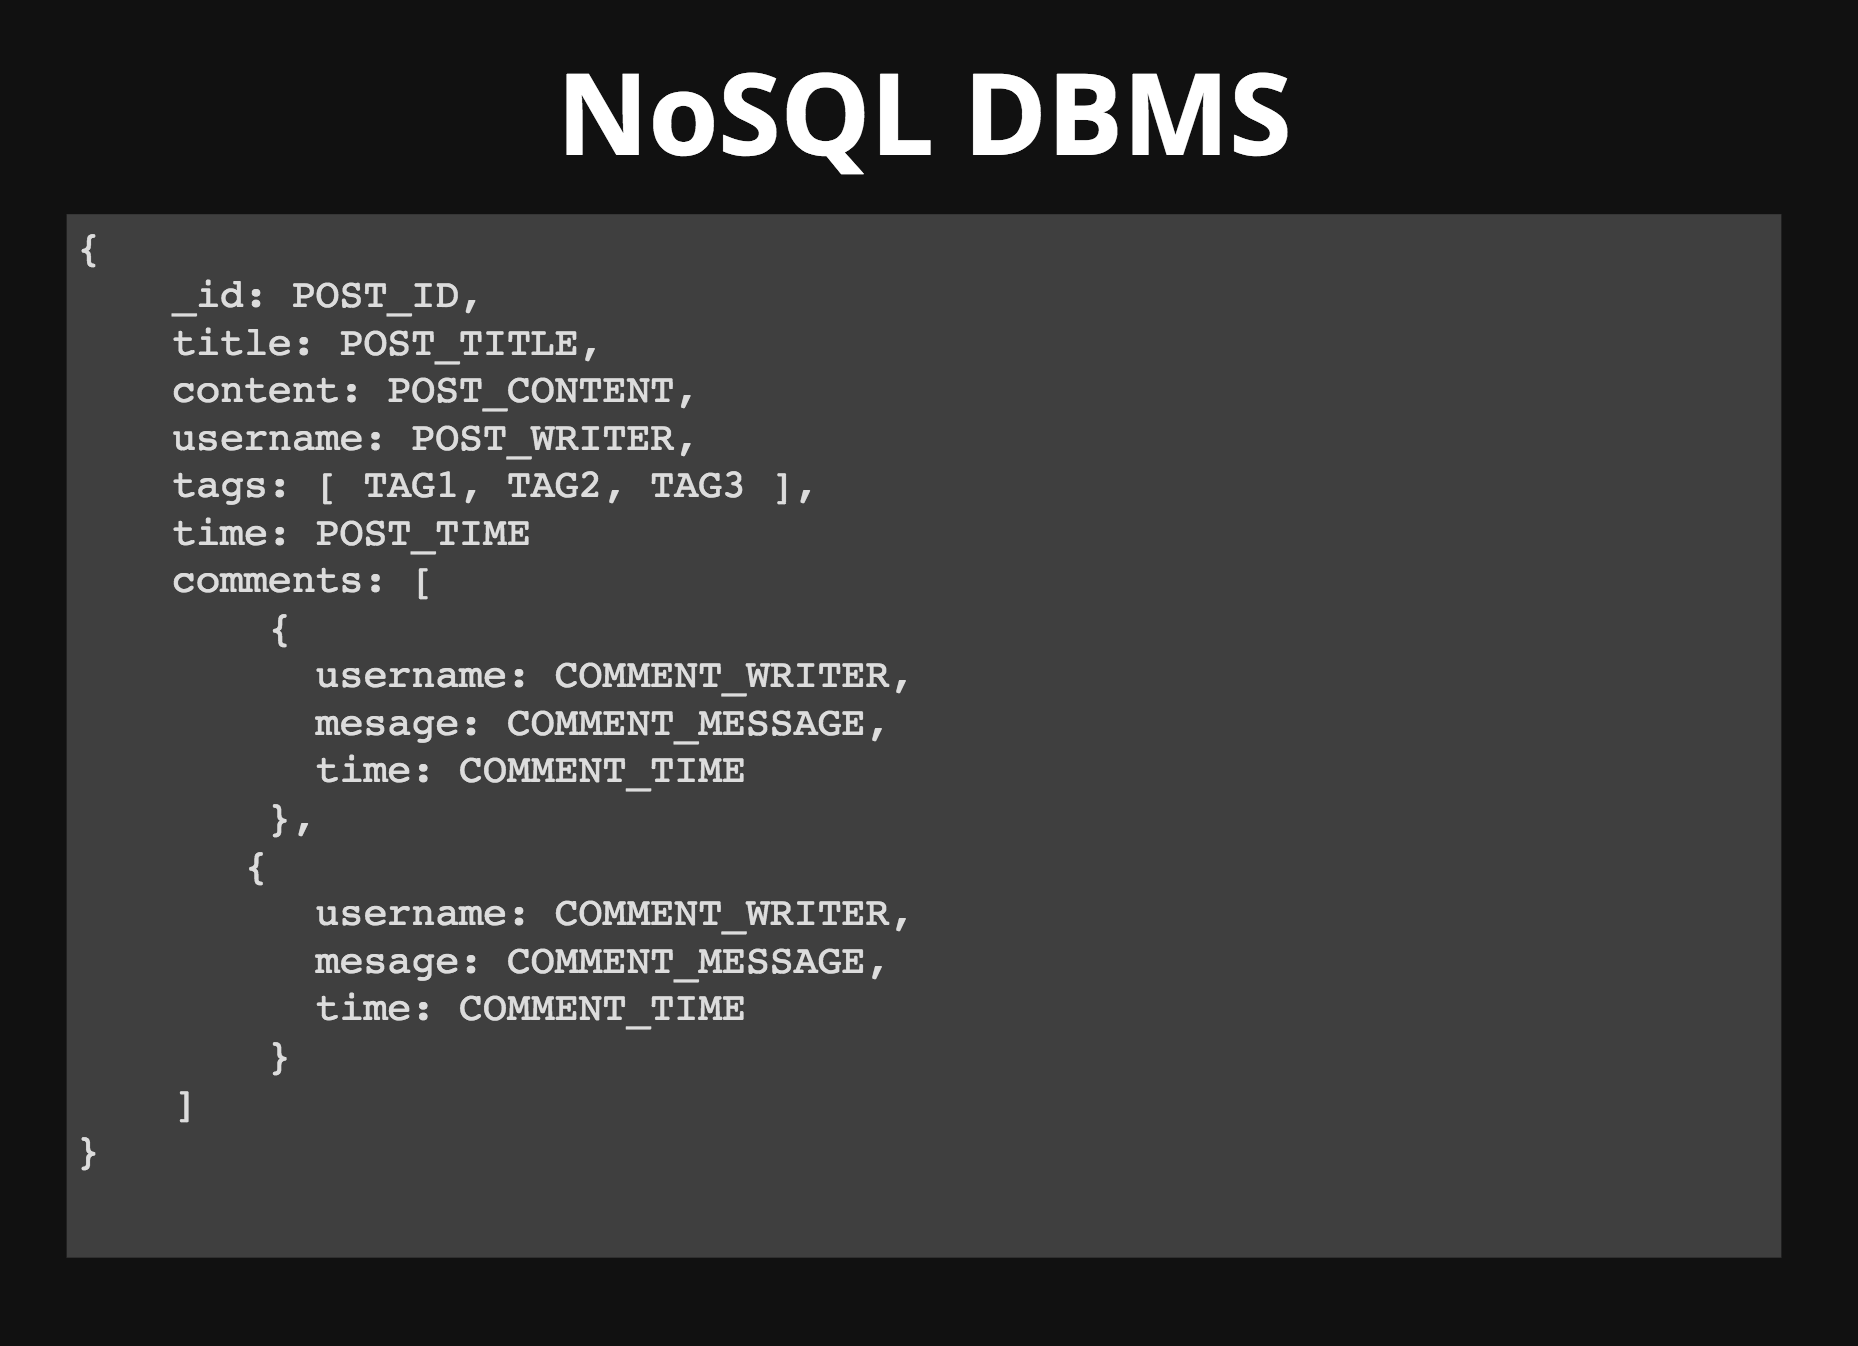 NoSQL DBMS
{
_id: POST_ID,
title: POST_TITLE,
content: POST_CONTENT,
username: POST_WRITER,
tags: [ TAG1, TAG2, TAG3 ],
time: POST_TIME
comments: [
{
username: COMMENT_WRITER,
mesage: COMMENT_MESSAGE,
time: COMMENT_TIME
},
{
username: COMMENT_WRITER,
mesage: COMMENT_MESSAGE,
time: COMMENT_TIME
}
]
}